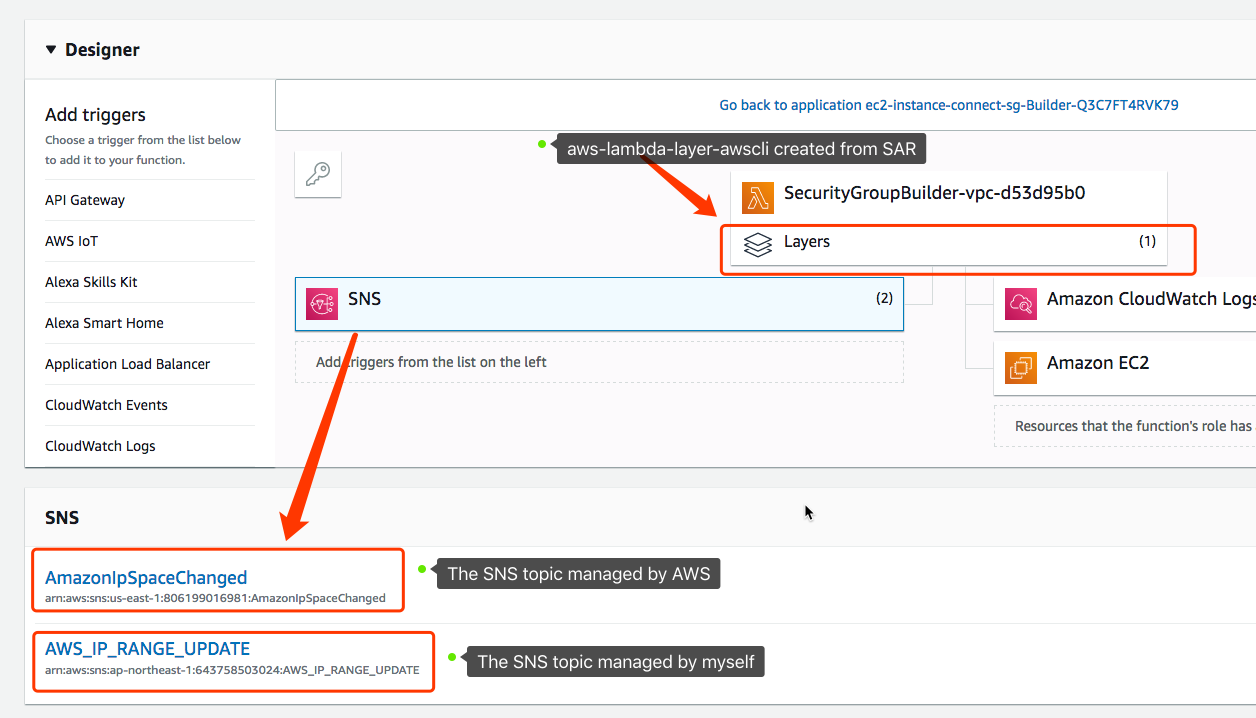 Designer
Add triggers
Choose a trigger from the list below
to add it to your function.
API Gateway
AWS IoT
Alexa Skills Kit
Alexa Smart Home
Application Load Balancer
CloudWatch Events
CloudWatch Logs
Go back to application ec2-instance-connect-sg-Builder-Q3C7FT4RVK79
aws-lambda-layer-awscli created from SAR
SecurityGroupBuilder-vpc-d53d95b0
Layers (1)
SNS (2)
Add triggers from the list on the left
Amazon CloudWatch Logs
Amazon EC2
Resources that the function's role has
SNS
AmazonIpSpaceChanged
arn:aws:sns:us-east-1:806199016981:AmazonIpSpaceChanged
The SNS topic managed by AWS
AWS_IP_RANGE_UPDATE
arn:aws:sns:ap-northeast-1:643758503024:AWS_IP_RANGE_UPDATE
The SNS topic managed by myself